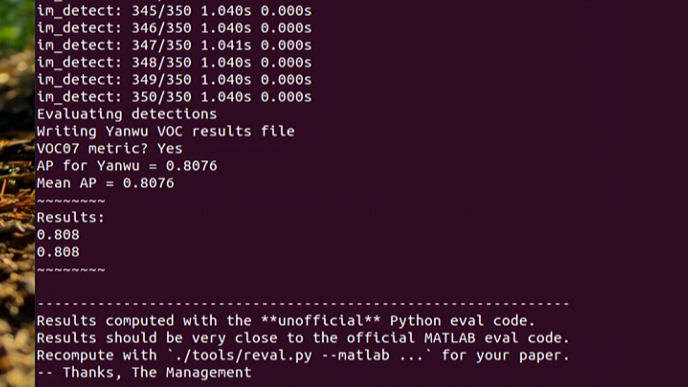 im_detect: 345/350 1.040s 0.000s
im_detect: 346/350 1.040s 0.000s
im_detect: 347/350 1.041s 0.000s
im_detect: 348/350 1.040s 0.000s
im_detect: 349/350 1.040s 0.000s
im_detect: 350/350 1.040s 0.000s
Evaluating detections
Writing Yanwu VOC results file
VOC07 metric? Yes
AP for Yanwu = 0.8076
Mean AP = 0.8076
~~~~~~~~
Results:
0.808
0.808
~~~~~~~~
--------------------------------------------------------------
Results computed with the **unofficial** Python eval code.
Results should be very close to the official MATLAB eval code.
Recompute with `./tools/reval.py --matlab ...` for your paper.
-- Thanks, The Management